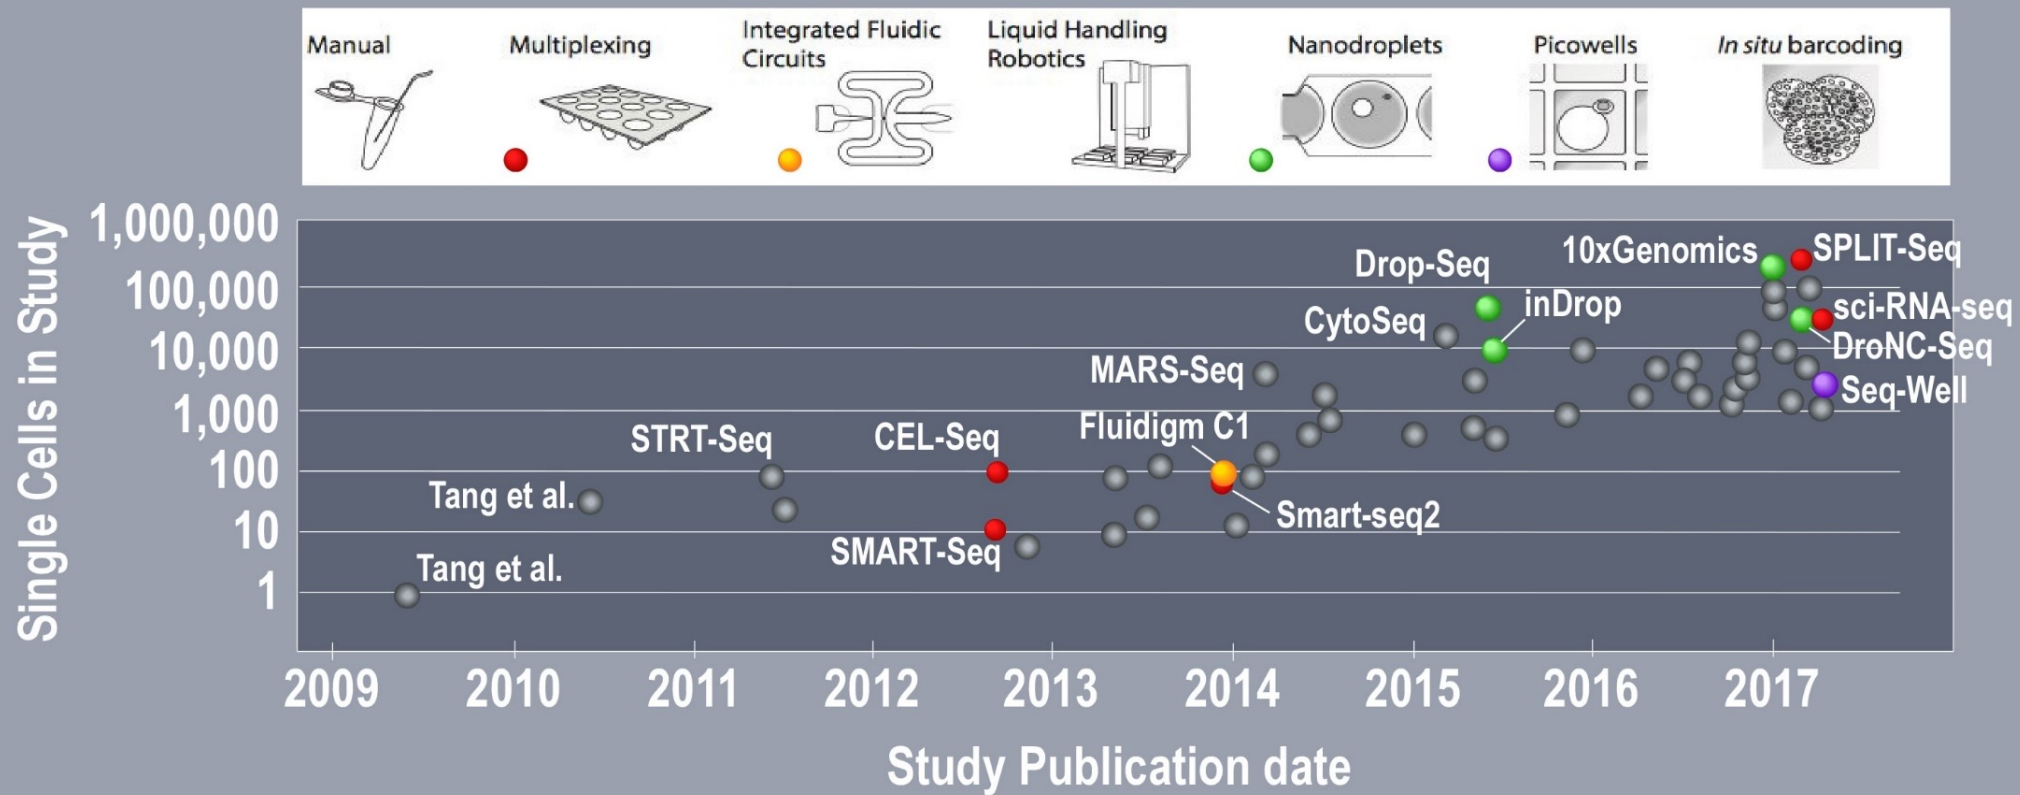 Manual
Multiplexing
Integrated Fluidic
Circuits
Liquid Handling
Robotics
Nanodroplets
Picowells
In situ barcoding
Single Cells in Study
1,000,000
100,000
10,000
1,000
100
10
1
10xGenomics
SPLIT-Seq
Drop-Seq
inDrop
sci-RNA-seq
CytoSeq
DroNC-Seq
MARS-Seq
Seq-Well
Fluidigm C1
STRT-Seq
CEL-Seq
Tang et al.
Smart-seq2
SMART-Seq
Tang et al.
2009
2010
2011
2012
2013
2014
2015
2016
2017
Study Publication date